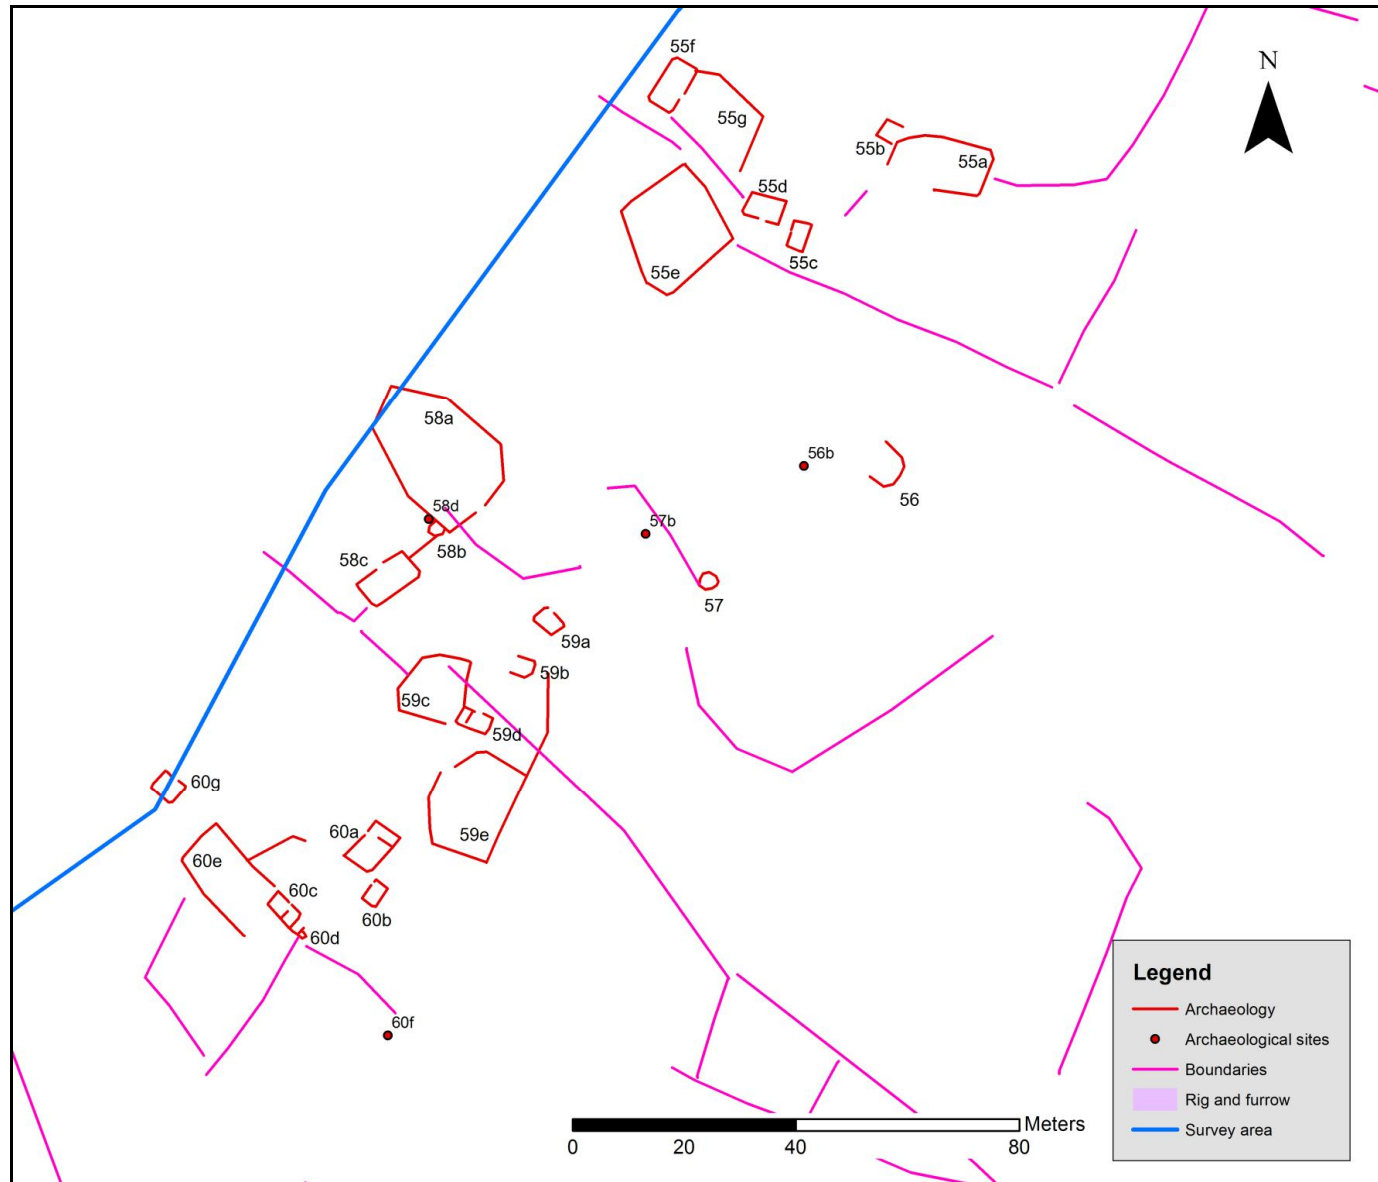 55f
N
55g
55b
55a
55d
55c
55e
58a
56b
56
58d
57b
58b
58c
57
59a
59b
59c
59d
60g
60a
59e
60e
60c
60b
60d
60f
Legend
Archaeology
Archaeological sites
Boundaries
Rig and furrow
Survey area
Meters
0 20 40 80